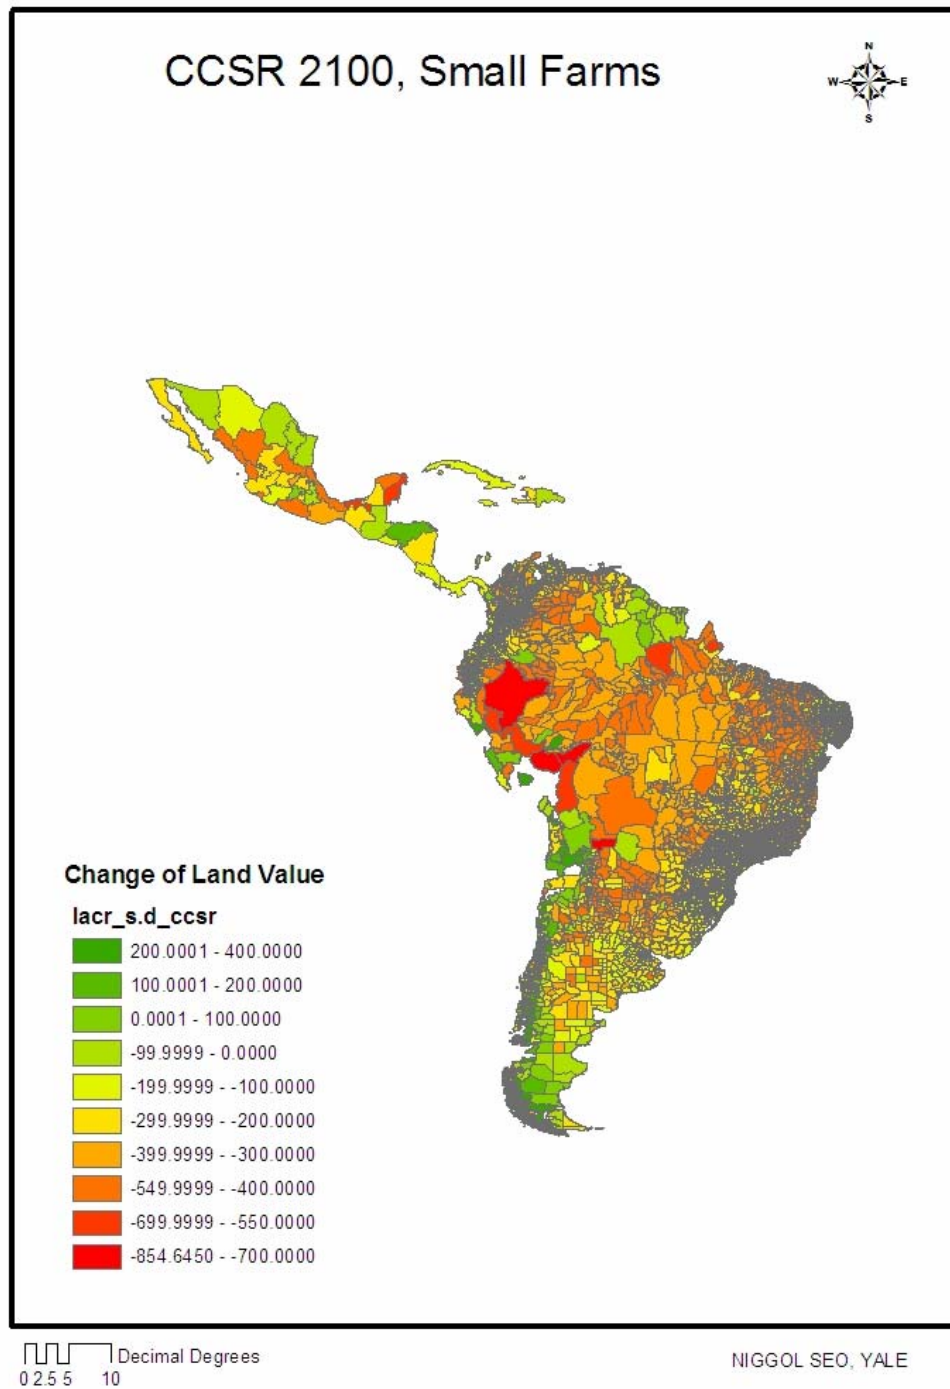 CCSR 2100, Small Farms
N
W
E
S
Change of Land Value
lacr_s.d_ccsr
200.0001 - 400.0000
100.0001 - 200.0000
0.0001 - 100.0000
-99.9999 - 0.0000
-199.9999 - -100.0000
-299.9999 - -200.0000
-399.9999 - -300.0000
-549.9999 - -400.0000
-699.9999 - -550.0000
-854.6450 - -700.0000
Decimal Degrees
0 2.5 5 10
NIGGOL SEO, YALE